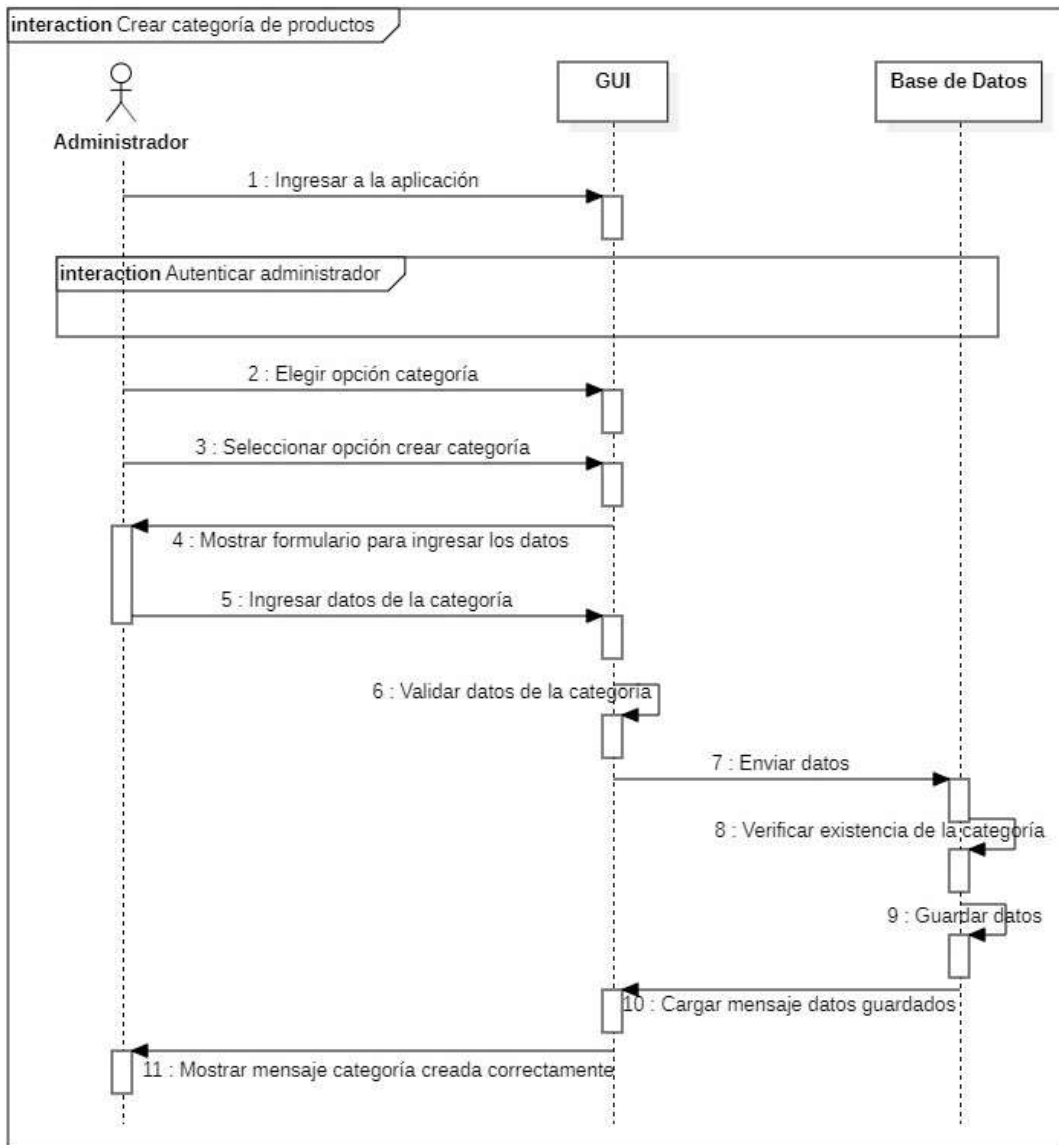 interaction Crear categoría de productos
GUI
Base de Datos
Administrador
1 : Ingresar a la aplicación
interaction Autenticar administrador
2 : Elegir opción categoría
3 : Seleccionar opción crear categoría
4 : Mostrar formulario para ingresar los datos
5 : Ingresar datos de la categoría
6 : Validar datos de la categoría
7 : Enviar datos
8 : Verificar existencia de la categoría
9 : Guardar datos
10 : Cargar mensaje datos guardados
11 : Mostrar mensaje categoría creada correctamente